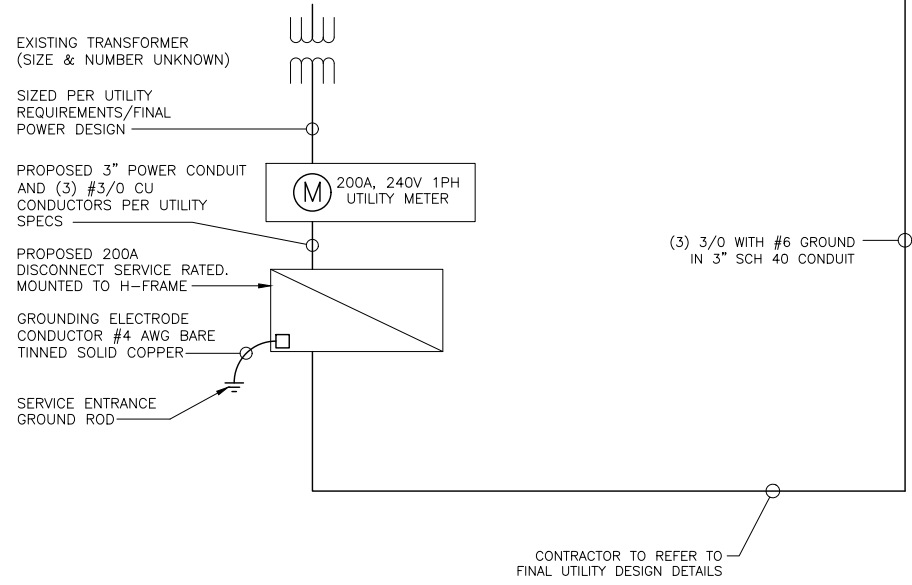 EXISTING TRANSFORMER
(SIZE & NUMBER UNKNOWN)
SIZED PER UTILITY
REQUIREMENTS/FINAL
POWER DESIGN
PROPOSED 3" POWER CONDUIT
AND (3) #3/0 CU
CONDUCTORS PER UTILITY
SPECS
M
200A, 240V 1PH
UTILITY METER
PROPOSED 200A
DISCONNECT SERVICE RATED.
MOUNTED TO H-FRAME
GROUNDING ELECTRODE
CONDUCTOR #4 AWG BARE
TINNED SOLID COPPER
SERVICE ENTRANCE
GROUND ROD
(3) 3/0 WITH #6 GROUND
IN 3" SCH 40 CONDUIT
CONTRACTOR TO REFER TO
FINAL UTILITY DESIGN DETAILS